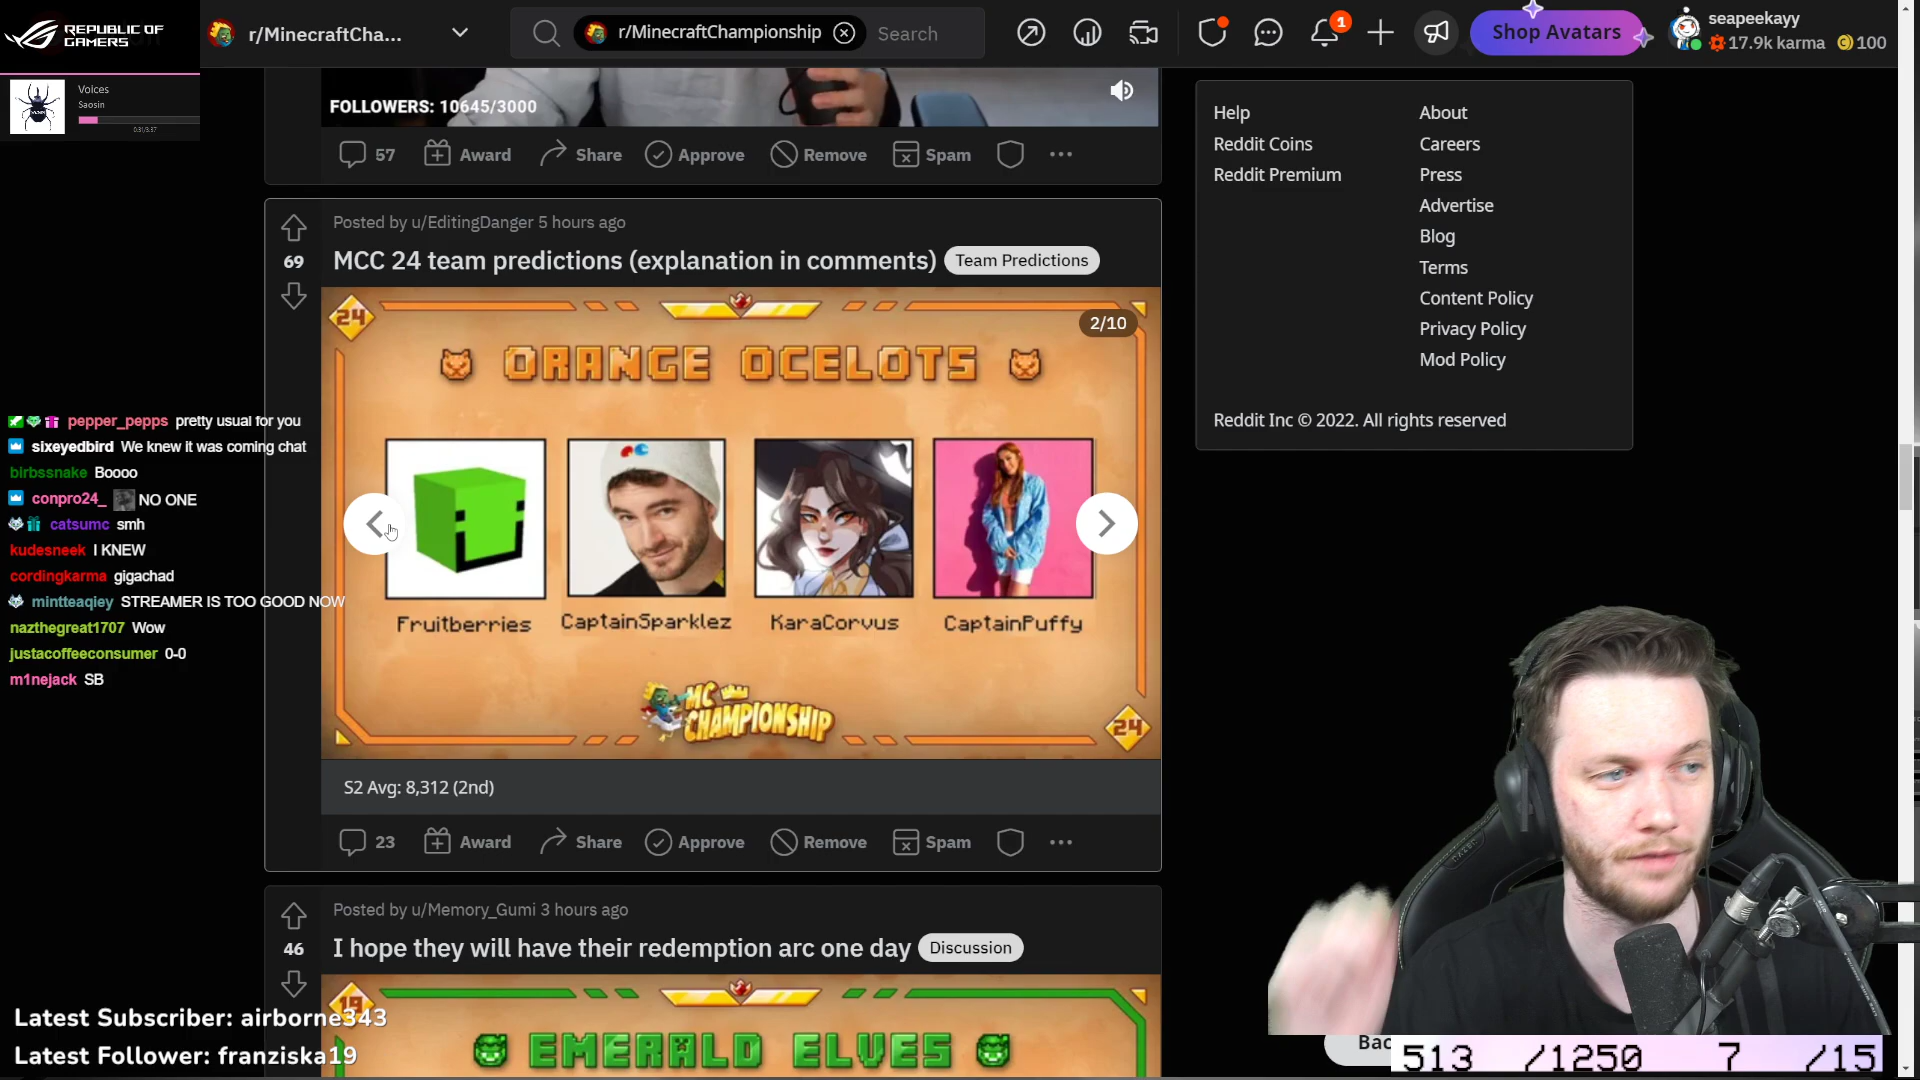 REPUBLIC OF
GAMERS
r/MinecraftCha...
r/MinecraftChampionship
Search
1
Shop Avatars
seapeekayy
17.9k karma
100
Voices
Saosin
0:31/3:37
FOLLOWERS: 10645/3000
57
Award
Share
Approve
Remove
Spam
Help
About
Reddit Coins
Careers
Reddit Premium
Press
Advertise
Blog
Terms
Content Policy
Privacy Policy
Mod Policy
Reddit Inc © 2022. All rights reserved
Posted by u/EditingDanger 5 hours ago
69
MCC 24 team predictions (explanation in comments)
Team Predictions
24
2/10
ORANGE OCELOTS
Fruitberries
CaptainSparklez
KaraCorvus
CaptainPuffy
MC
CHAMPIONSHIP
24
S2 Avg: 8,312 (2nd)
23
Award
Share
Approve
Remove
Spam
pepper_pepps pretty usual for you
sixeyedbird We knew it was coming chat
birbssnake Boooo
conpro24_ NO ONE
catsumc smh
kudesneek I KNEW
cordingkarma gigachad
mintteaqiey STREAMER IS TOO GOOD NOW
nazthegreat1707 Wow
justacoffeeconsumer 0-0
m1nejack SB
Posted by u/Memory_Gumi 3 hours ago
46
I hope they will have their redemption arc one day
Discussion
19
EMERALD ELVES
Latest Subscriber: airborne343
Latest Follower: franziska19
Bac
513 /1250 7 /15